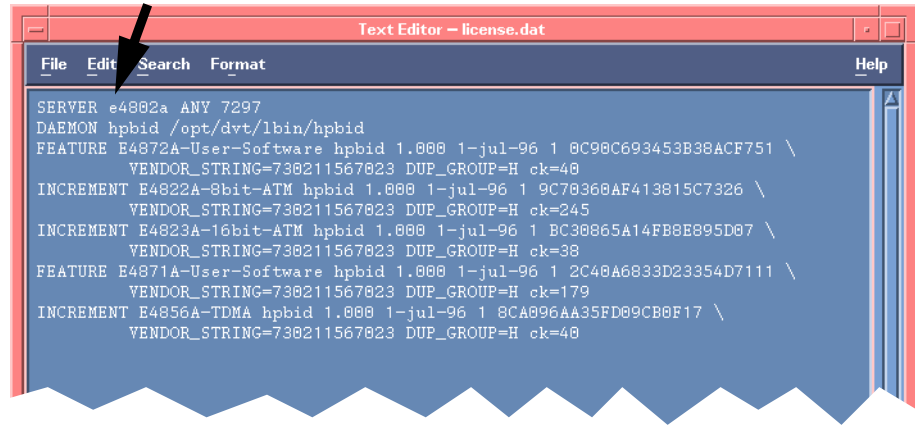 Text Editor – license.dat
File Edit Search Format Help
SERVER e4802a ANY 7297
DAEMON hpbid /opt/dvt/lbin/hpbid
FEATURE E4872A-User-Software hpbid 1.000 1-jul-96 1 0C90C693453B38ACF751 \
VENDOR_STRING=730211567023 DUP_GROUP=H ck=40
INCREMENT E4822A-8bit-ATM hpbid 1.000 1-jul-96 1 9C70360AF413815C7326 \
VENDOR_STRING=730211567023 DUP_GROUP=H ck=245
INCREMENT E4823A-16bit-ATM hpbid 1.000 1-jul-96 1 BC30865A14FB8E895D07 \
VENDOR_STRING=730211567023 DUP_GROUP=H ck=38
FEATURE E4871A-User-Software hpbid 1.000 1-jul-96 1 2C40A6833D23354D7111 \
VENDOR_STRING=730211567023 DUP_GROUP=H ck=179
INCREMENT E4856A-TDMA hpbid 1.000 1-jul-96 1 8CA096AA35FD09CB0F17 \
VENDOR_STRING=730211567023 DUP_GROUP=H ck=40